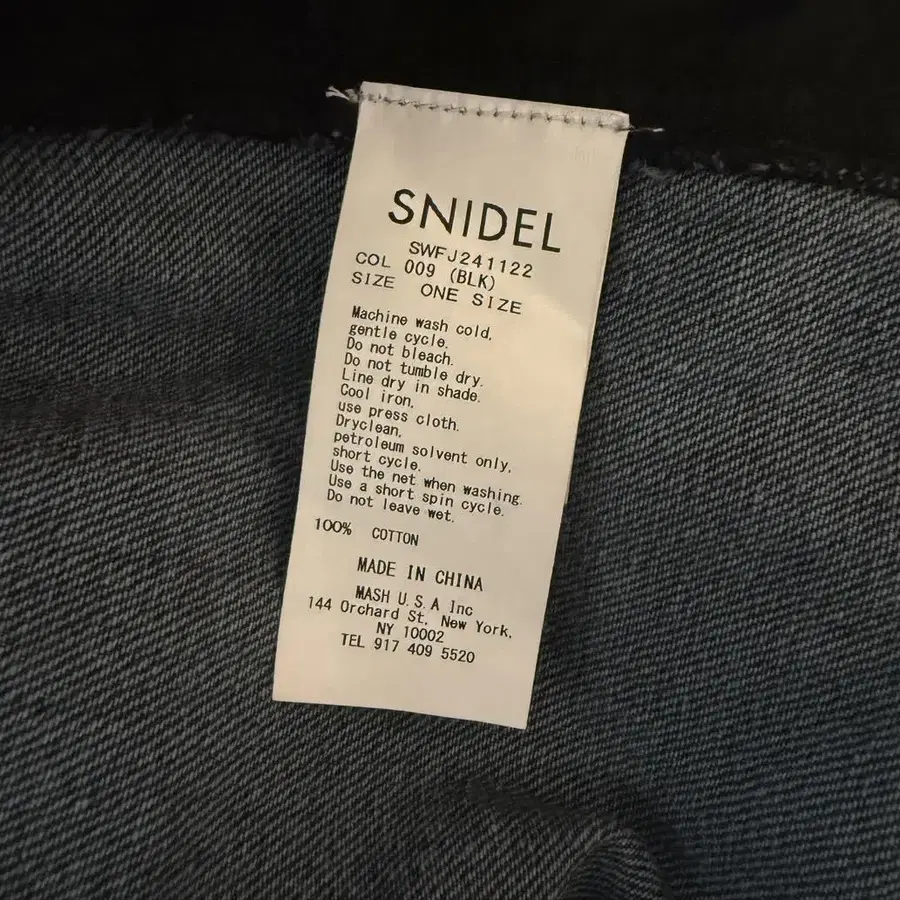 SNIDEL
SWFJ241122
COL 009 (BLK)
SIZE ONE SIZE
Machine wash cold,
gentle cycle.
Do not bleach.
Do not tumble dry.
Line dry in shade.
Cool iron,
use press cloth.
Dryclean,
petroleum solvent only,
short cycle.
Use the net when washing.
Use a short spin cycle.
Do not leave wet.
100% COTTON
MADE IN CHINA
MASH U.S.A Inc
144 Orchard St, New York,
NY 10002
TEL 917 409 5520